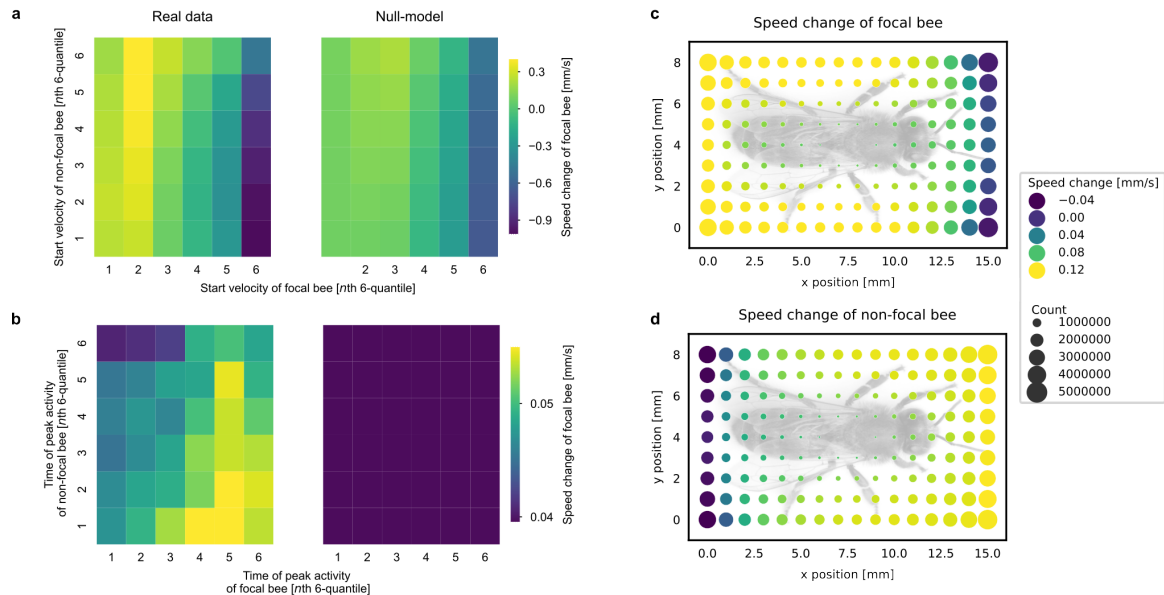 a
Real data
Null-model
Start velocity of non-focal bee [nth 6-quantile]
6
5
4
3
2
1
1 2 3 4 5 6
2 3 4 5 6
Start velocity of focal bee [nth 6-quantile]
0.3
0.0
−0.3
−0.6
−0.9
Speed change of focal bee [mm/s]
b
Time of peak activity
of non-focal bee [nth 6-quantile]
6
5
4
3
2
1
1 2 3 4 5 6
1 2 3 4 5 6
Time of peak activity
of focal bee [nth 6-quantile]
0.05
0.04
Speed change of focal bee [mm/s]
c
Speed change of focal bee
y position [mm]
8
6
4
2
0
0.0 2.5 5.0 7.5 10.0 12.5 15.0
x position [mm]
d
Speed change of non-focal bee
y position [mm]
8
6
4
2
0
0.0 2.5 5.0 7.5 10.0 12.5 15.0
x position [mm]
Speed change [mm/s]
−0.04
0.00
0.04
0.08
0.12
Count
1000000
2000000
3000000
4000000
5000000